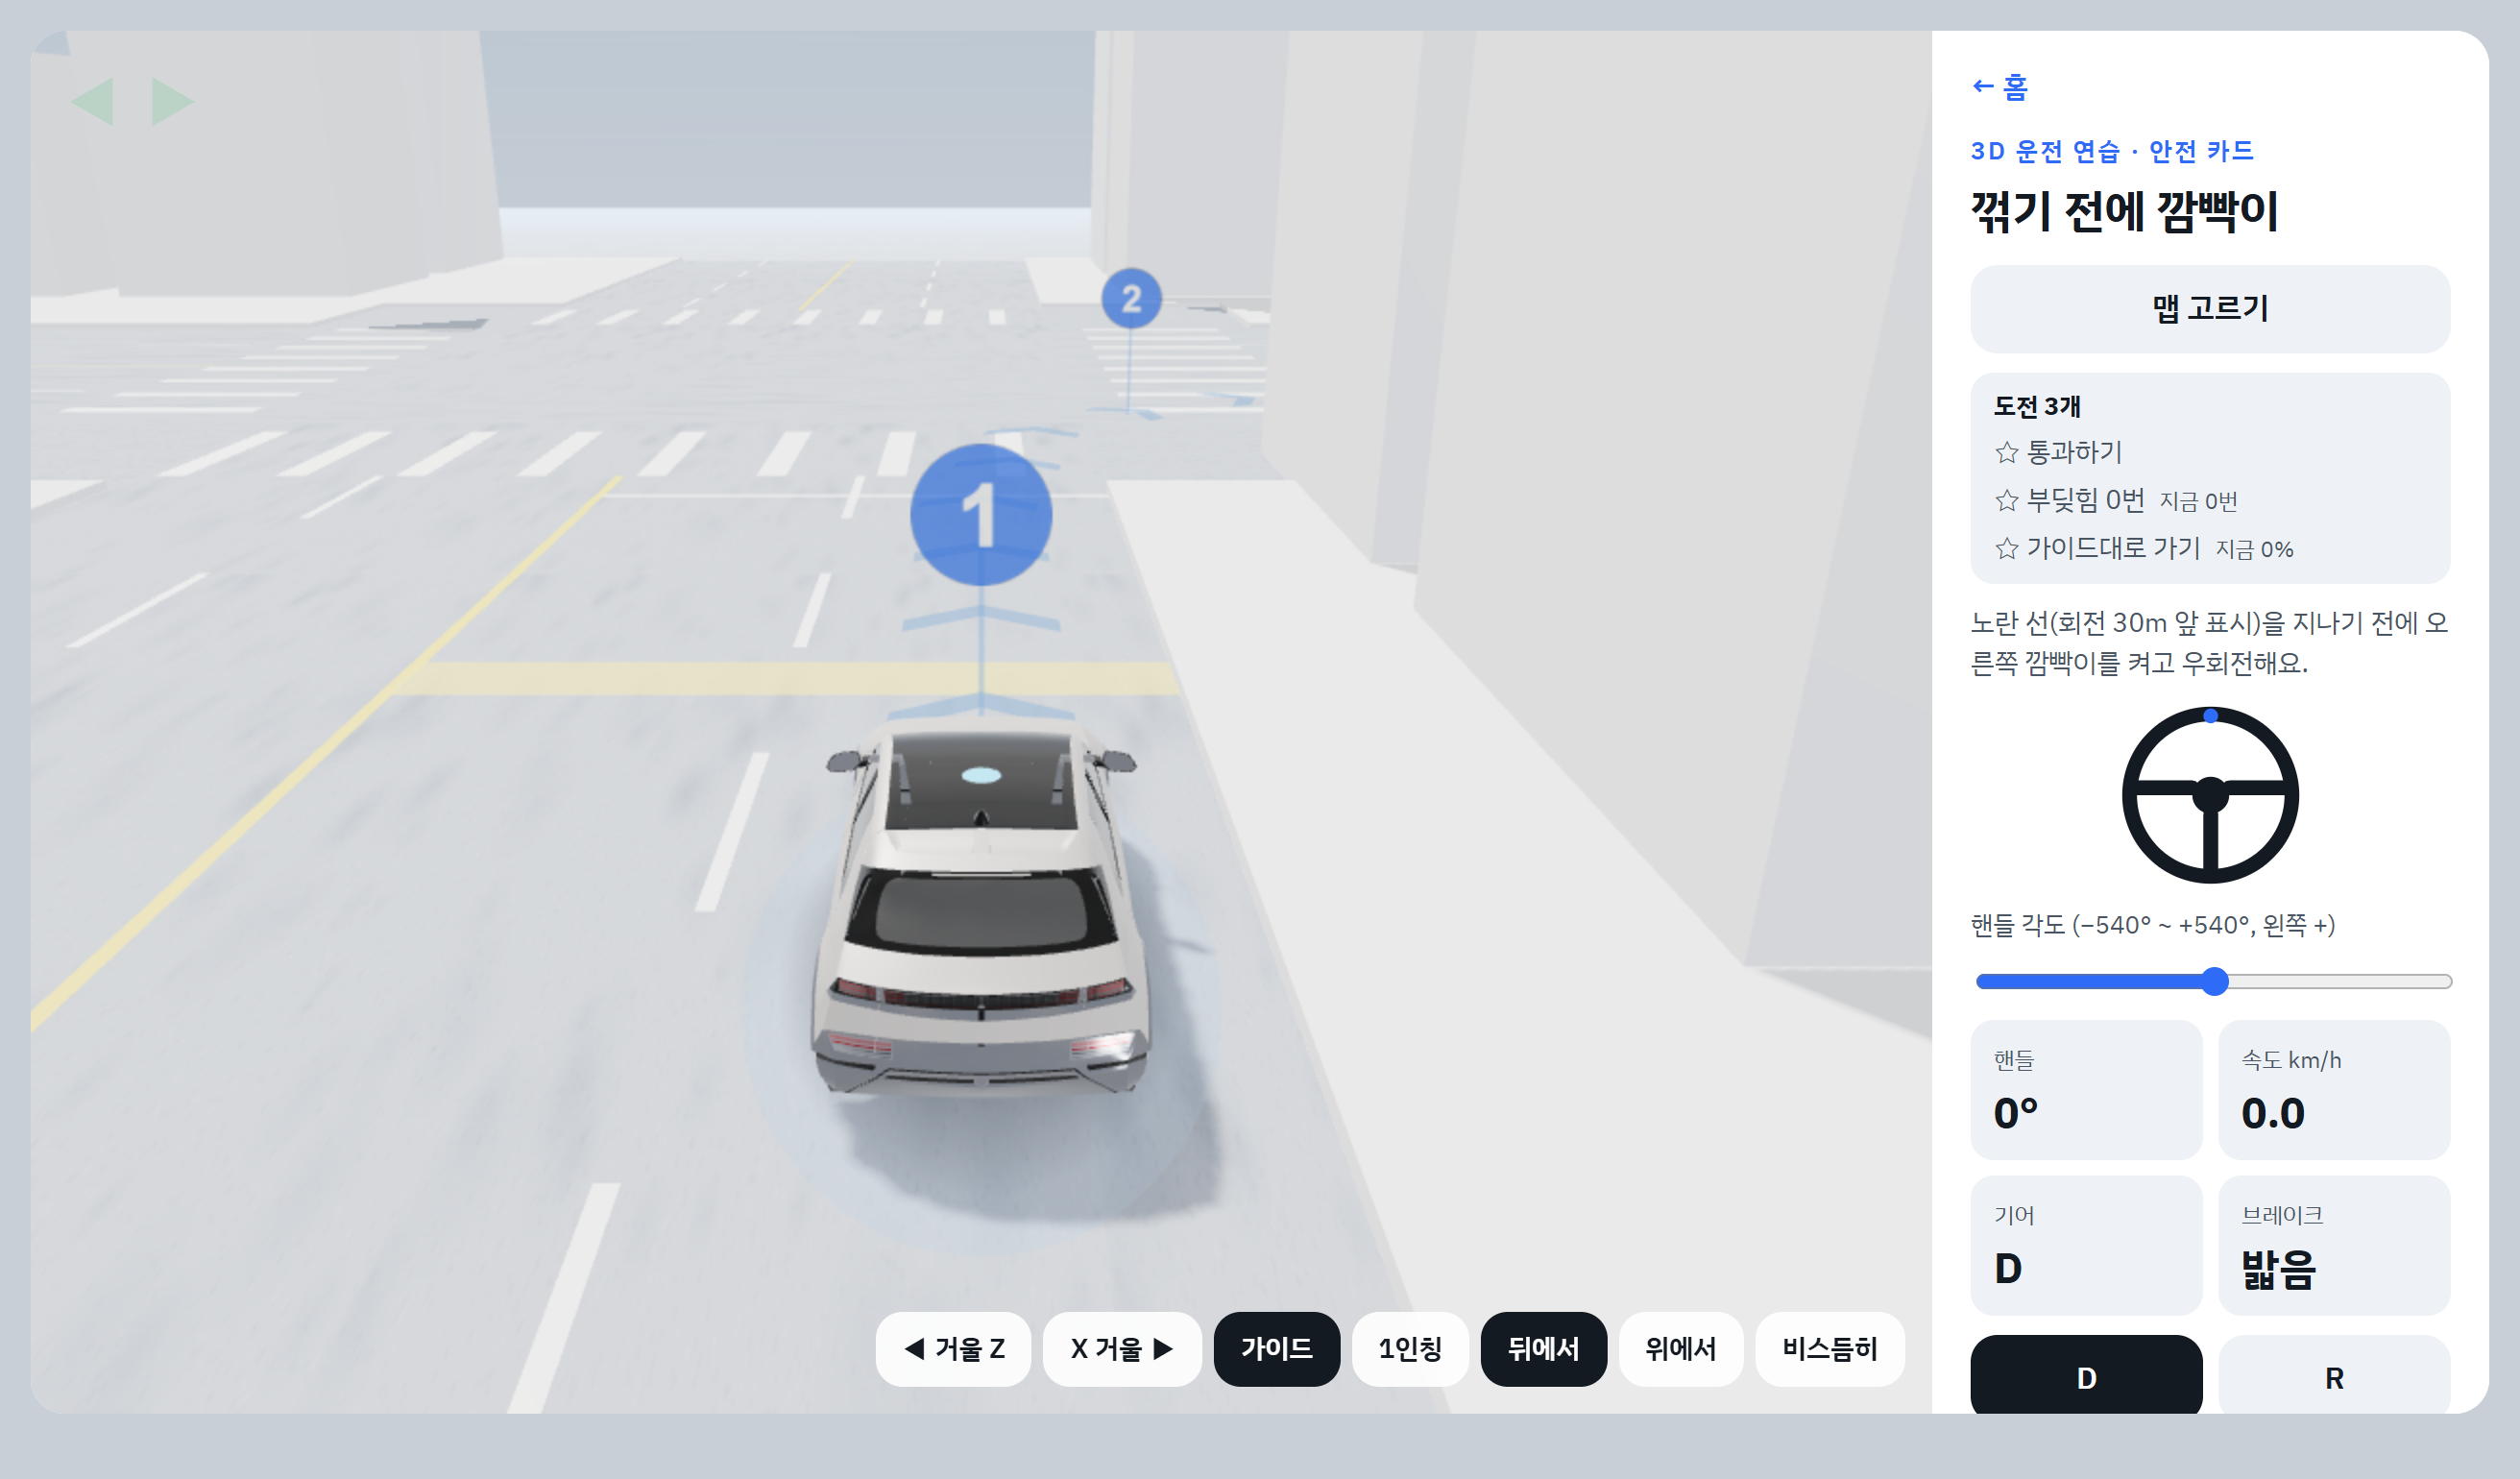 1
2
◀ 거울 Z
X 거울 ▶
가이드
1인칭
뒤에서
위에서
비스듬히
← 홈
3D 운전 연습 · 안전 카드
꺾기 전에 깜빡이
맵 고르기
도전 3개
☆ 통과하기
☆ 부딪힘 0번 지금 0번
☆ 가이드대로 가기 지금 0%
노란 선(회전 30m 앞 표시)을 지나기 전에 오
른쪽 깜빡이를 켜고 우회전해요.
핸들 각도 (−540° ~ +540°, 왼쪽 +)
핸들
0°
속도 km/h
0.0
기어
D
브레이크
밟음
D
R